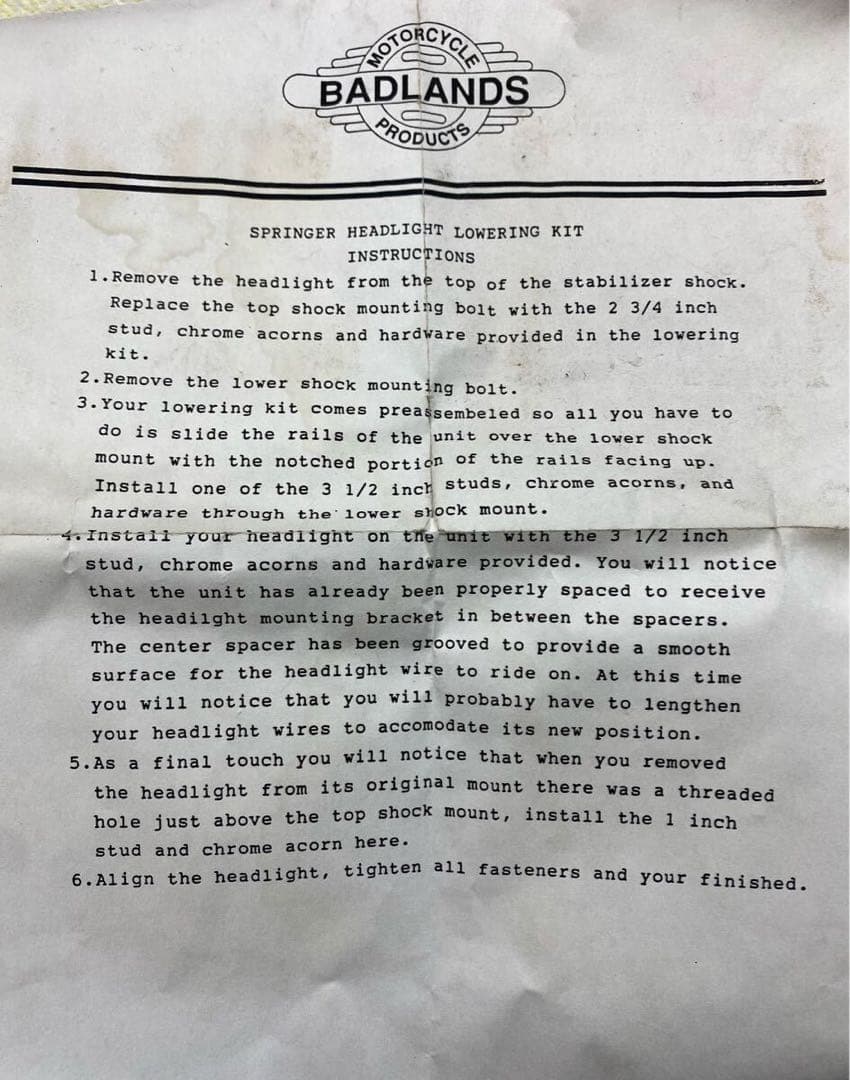 MOTORCYCLE
BADLANDS
PRODUCTS
SPRINGER HEADLIGHT LOWERING KIT
INSTRUCTIONS
1.Remove the headlight from the top of the stabilizer shock.
Replace the top shock mounting bolt with the 2 3/4 inch
stud, chrome acorns and hardware provided in the lowering
kit.
2.Remove the lower shock mounting bolt.
3.Your lowering kit comes preassembeled so all you have to
do is slide the rails of the unit over the lower shock
mount with the notched portion of the rails facing up.
Install one of the 3 1/2 inch studs, chrome acorns, and
hardware through the lower shock mount.
4.Install your headlight on the unit with the 3 1/2 inch
stud, chrome acorns and hardware provided. You will notice
that the unit has already been properly spaced to receive
the headilght mounting bracket in between the spacers.
The center spacer has been grooved to provide a smooth
surface for the headlight wire to ride on. At this time
you will notice that you will probably have to lengthen
your headlight wires to accomodate its new position.
5.As a final touch you will notice that when you removed
the headlight from its original mount there was a threaded
hole just above the top shock mount, install the 1 inch
stud and chrome acorn here.
6.Align the headlight, tighten all fasteners and your finished.